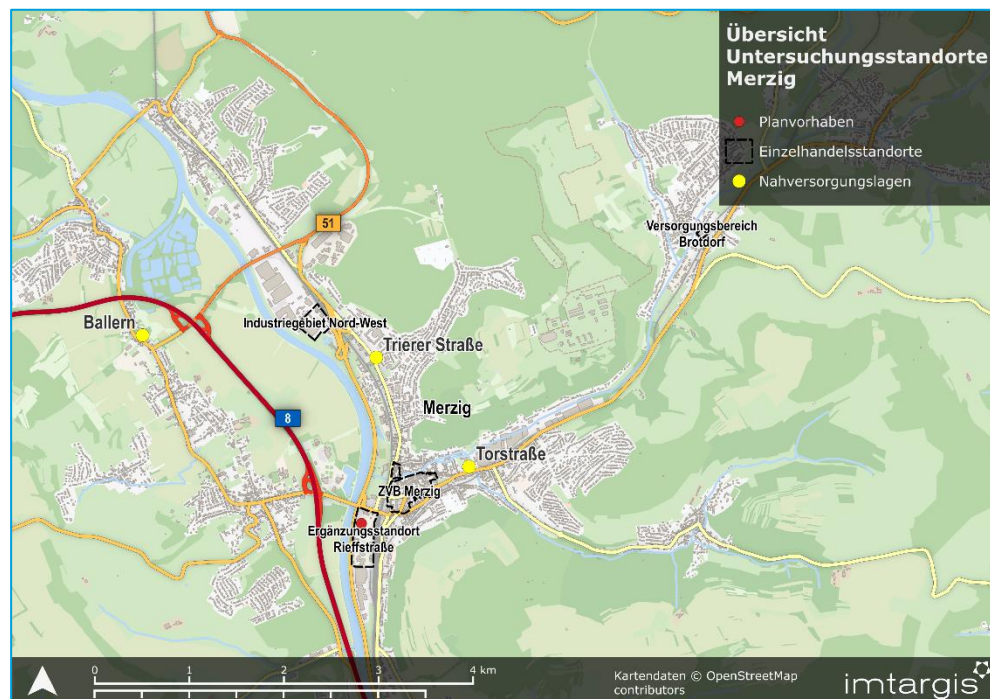 Übersicht
Untersuchungsstandorte
Merzig
Planvorhaben
Einzelhandelsstandorte
Nahversorgungslagen
Versorgungsbereich
Brotdorf
51
Industriegebiet Nord-West
Ballern
Trierer Straße
8
Merzig
Torstraße
ZVB Merzig
Ergänzungsstandort
Rieffstraße
0 1 2 3 4 km
Kartendaten © OpenStreetMap
contributors
imtargis